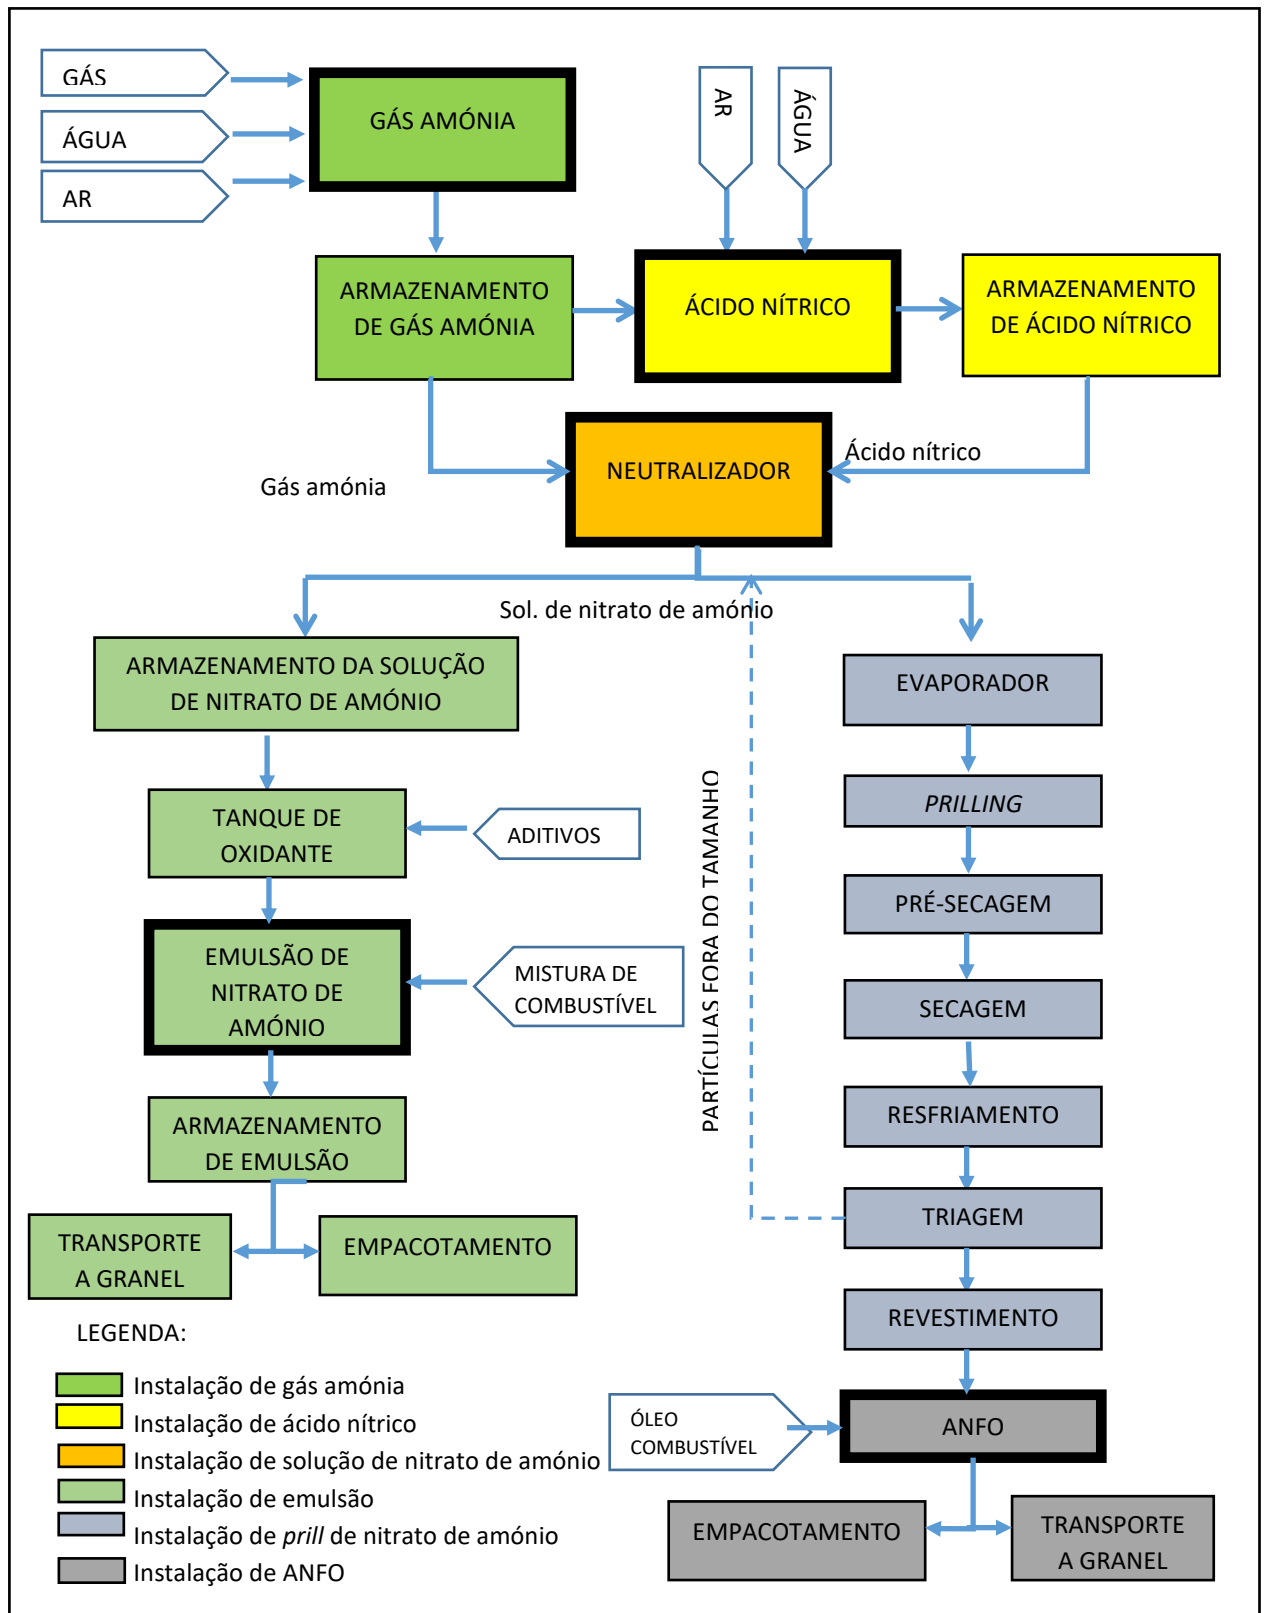 GÁS
ÁGUA
AR
GÁS AMÓNIA
AR
ÁGUA
ARMAZENAMENTO
DE GÁS AMÓNIA
ÁCIDO NÍTRICO
ARMAZENAMENTO
DE ÁCIDO NÍTRICO
NEUTRALIZADOR
Ácido nítrico
Gás amónia
Sol. de nitrato de amónio
ARMAZENAMENTO DA SOLUÇÃO
DE NITRATO DE AMÓNIO
TANQUE DE
OXIDANTE
ADITIVOS
EMULSÃO DE
NITRATO DE
AMÓNIO
MISTURA DE
COMBUSTÍVEL
ARMAZENAMENTO
DE EMULSÃO
TRANSPORTE
A GRANEL
EMPACOTAMENTO
PARTÍCULAS FORA DO TAMANHO
EVAPORADOR
PRILLING
PRÉ-SECAGEM
SECAGEM
RESFRIAMENTO
TRIAGEM
REVESTIMENTO
ÓLEO
COMBUSTÍVEL
ANFO
EMPACOTAMENTO
TRANSPORTE
A GRANEL
LEGENDA:
Instalação de gás amónia
Instalação de ácido nítrico
Instalação de solução de nitrato de amónio
Instalação de emulsão
Instalação de prill de nitrato de amónio
Instalação de ANFO